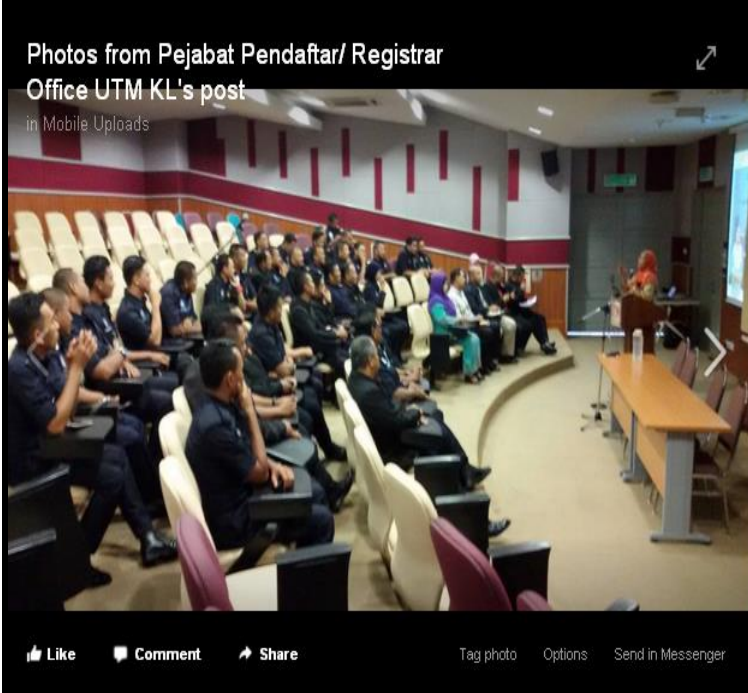 Photos from Pejabat Pendaftar/ Registrar
Office UTM KL's post
in Mobile Uploads
Like Comment Share Tag photo Options Send in Messenger